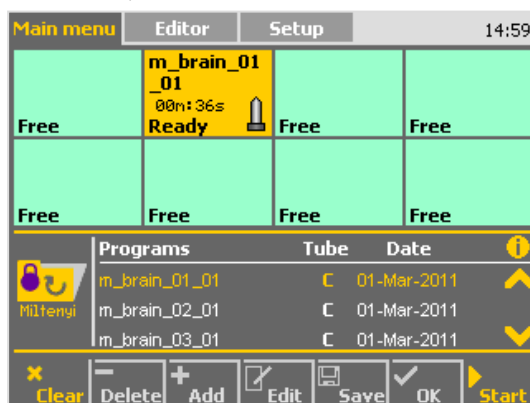 Main menu Editor Setup 14:59
m_brain_01
_01
00m:36s
Free Ready Free Free
Free Free Free Free
Programs Tube Date
m_brain_01_01 C 01-Mar-2011
Miltenyi m_brain_02_01 C 01-Mar-2011
m_brain_03_01 C 01-Mar-2011
Clear Delete Add Edit Save OK Start